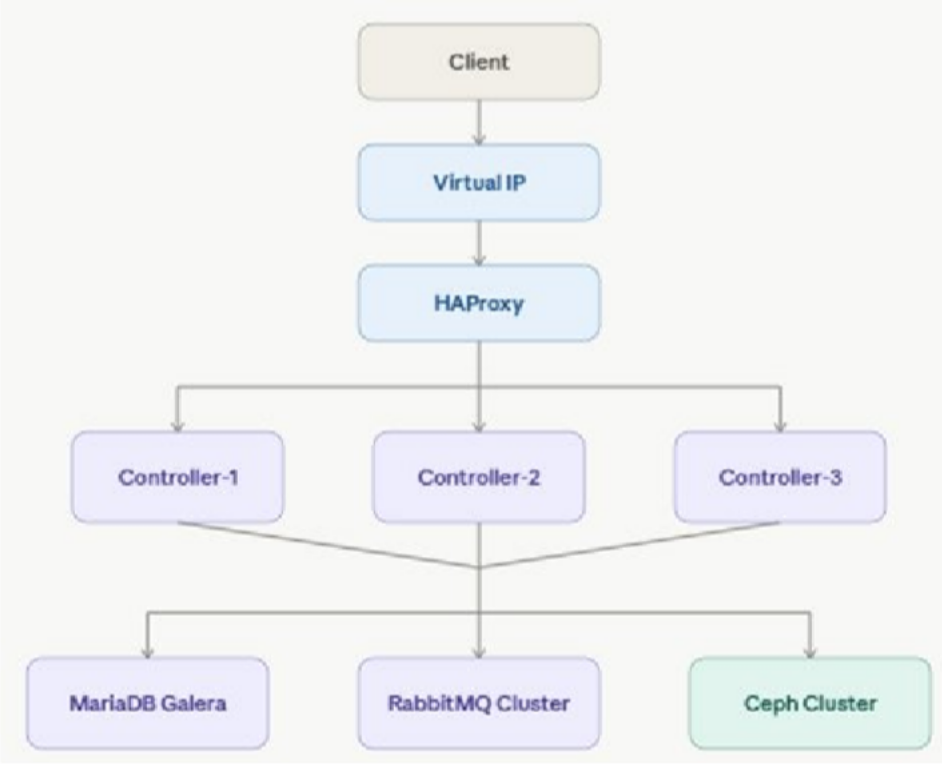 Client
Virtual IP
HAProxy
Controller-1
Controller-2
Controller-3
MariaDB Galera
RabbitMQ Cluster
Ceph Cluster